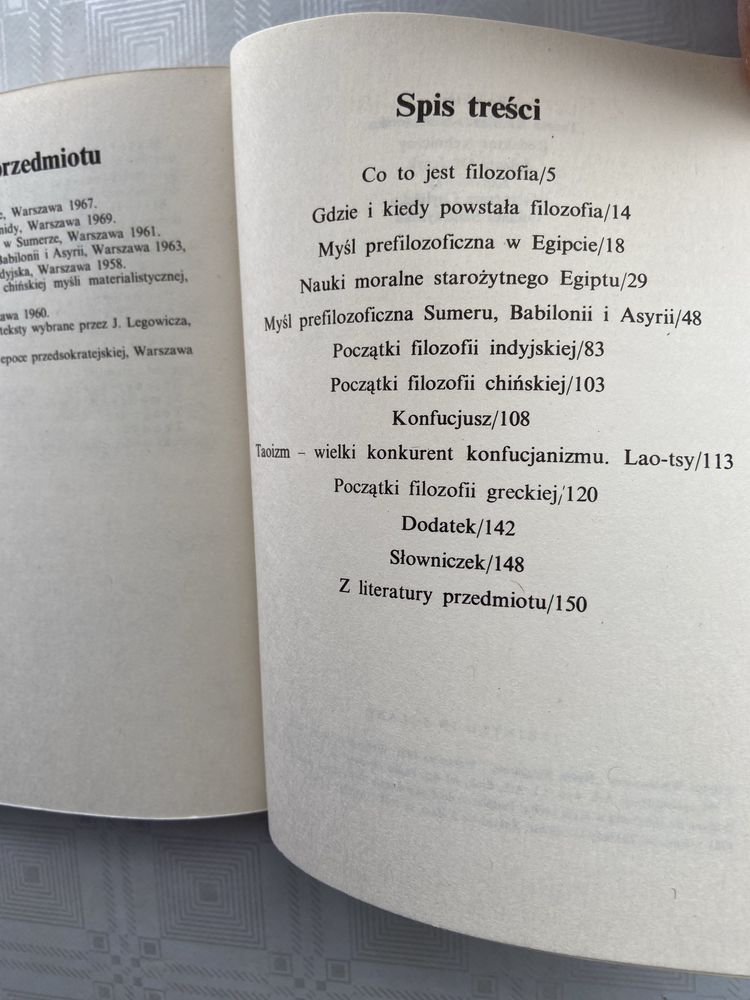 przedmiotu
Warszawa 1967.
Warszawa 1969.
w Sumerze, Warszawa 1961.
Babilonii i Asyrii, Warszawa 1963,
Warszawa 1958.
chińskiej myśli materialistycznej,
1960.
teksty wybrane przez J. Legowicza,
epoce przedsokratejskiej, Warszawa
Spis treści
Co to jest filozofia/5
Gdzie i kiedy powstała filozofia/14
Myśl prefilozoficzna w Egipcie/18
Nauki moralne starożytnego Egiptu/29
Myśl prefilozoficzna Sumeru, Babilonii i Asyrii/48
Początki filozofii indyjskiej/83
Początki filozofii chińskiej/103
Konfucjusz/108
Taoizm – wielki konkurent konfucjanizmu. Lao-tsy/113
Początki filozofii greckiej/120
Dodatek/142
Słowniczek/148
Z literatury przedmiotu/150